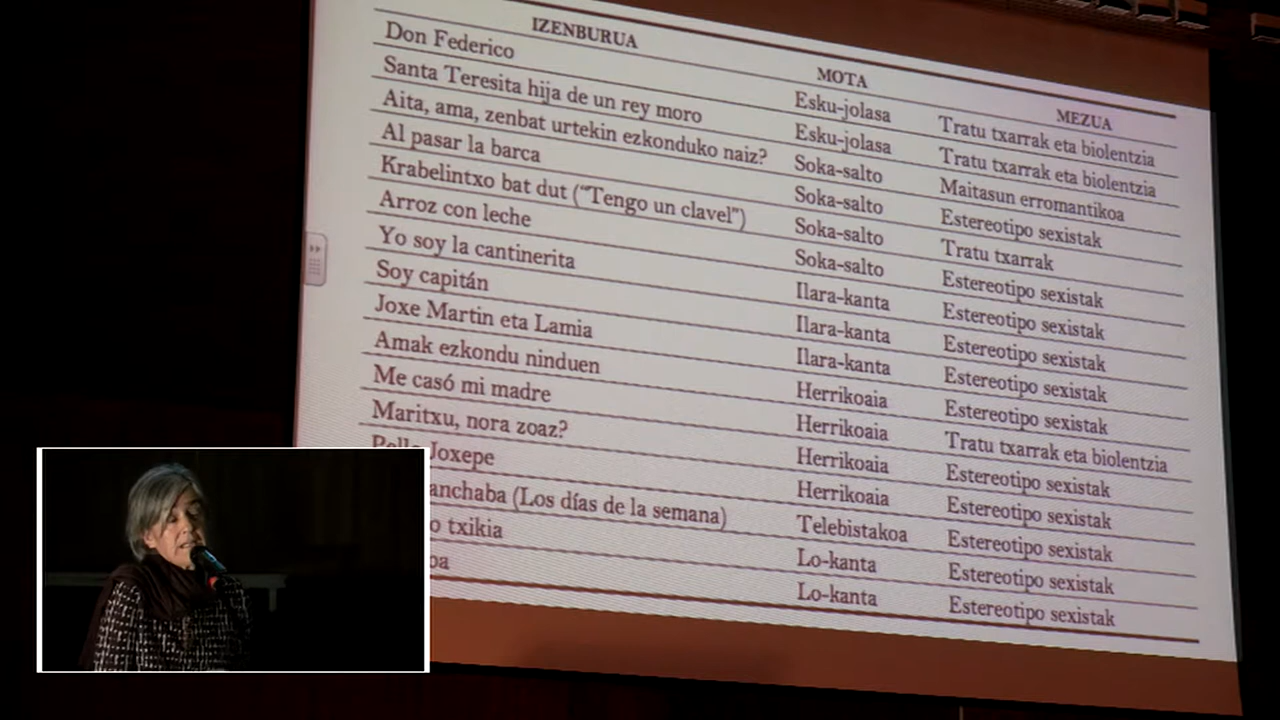 IZENBURUA MOTA MEZUA
Don Federico Esku-jolasa Tratu txarrak eta biolentzia
Santa Teresita hija de un rey moro Esku-jolasa Tratu txarrak eta biolentzia
Aita, ama, zenbat urtekin ezkonduko naiz? Soka-salto Maitasun erromantikoa
Al pasar la barca Soka-salto Estereotipo sexistak
Krabelintxo bat dut ("Tengo un clavel") Soka-salto Tratu txarrak
Arroz con leche Soka-salto Estereotipo sexistak
Yo soy la cantinerita Ilara-kanta Estereotipo sexistak
Soy capitán Ilara-kanta Estereotipo sexistak
Joxe Martin eta Lamia Ilara-kanta Estereotipo sexistak
Amak ezkondu ninduen Herrikoaia Estereotipo sexistak
Me casó mi madre Herrikoaia Tratu txarrak eta biolentzia
Maritxu, nora zoaz? Herrikoaia Estereotipo sexistak
Joxepe Herrikoaia Estereotipo sexistak
(Los días de la semana) Telebistakoa Estereotipo sexistak
txikia Lo-kanta Estereotipo sexistak
Lo-kanta Estereotipo sexistak